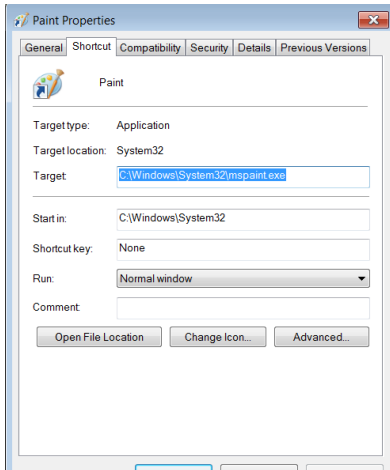 Paint Properties
General Shortcut Compatibility Security Details Previous Versions
Paint
Target type: Application
Target location: System32
Target: C:\Windows\System32\mspaint.exe
Start in: C:\Windows\System32
Shortcut key: None
Run: Normal window
Comment:
Open File Location Change Icon... Advanced...